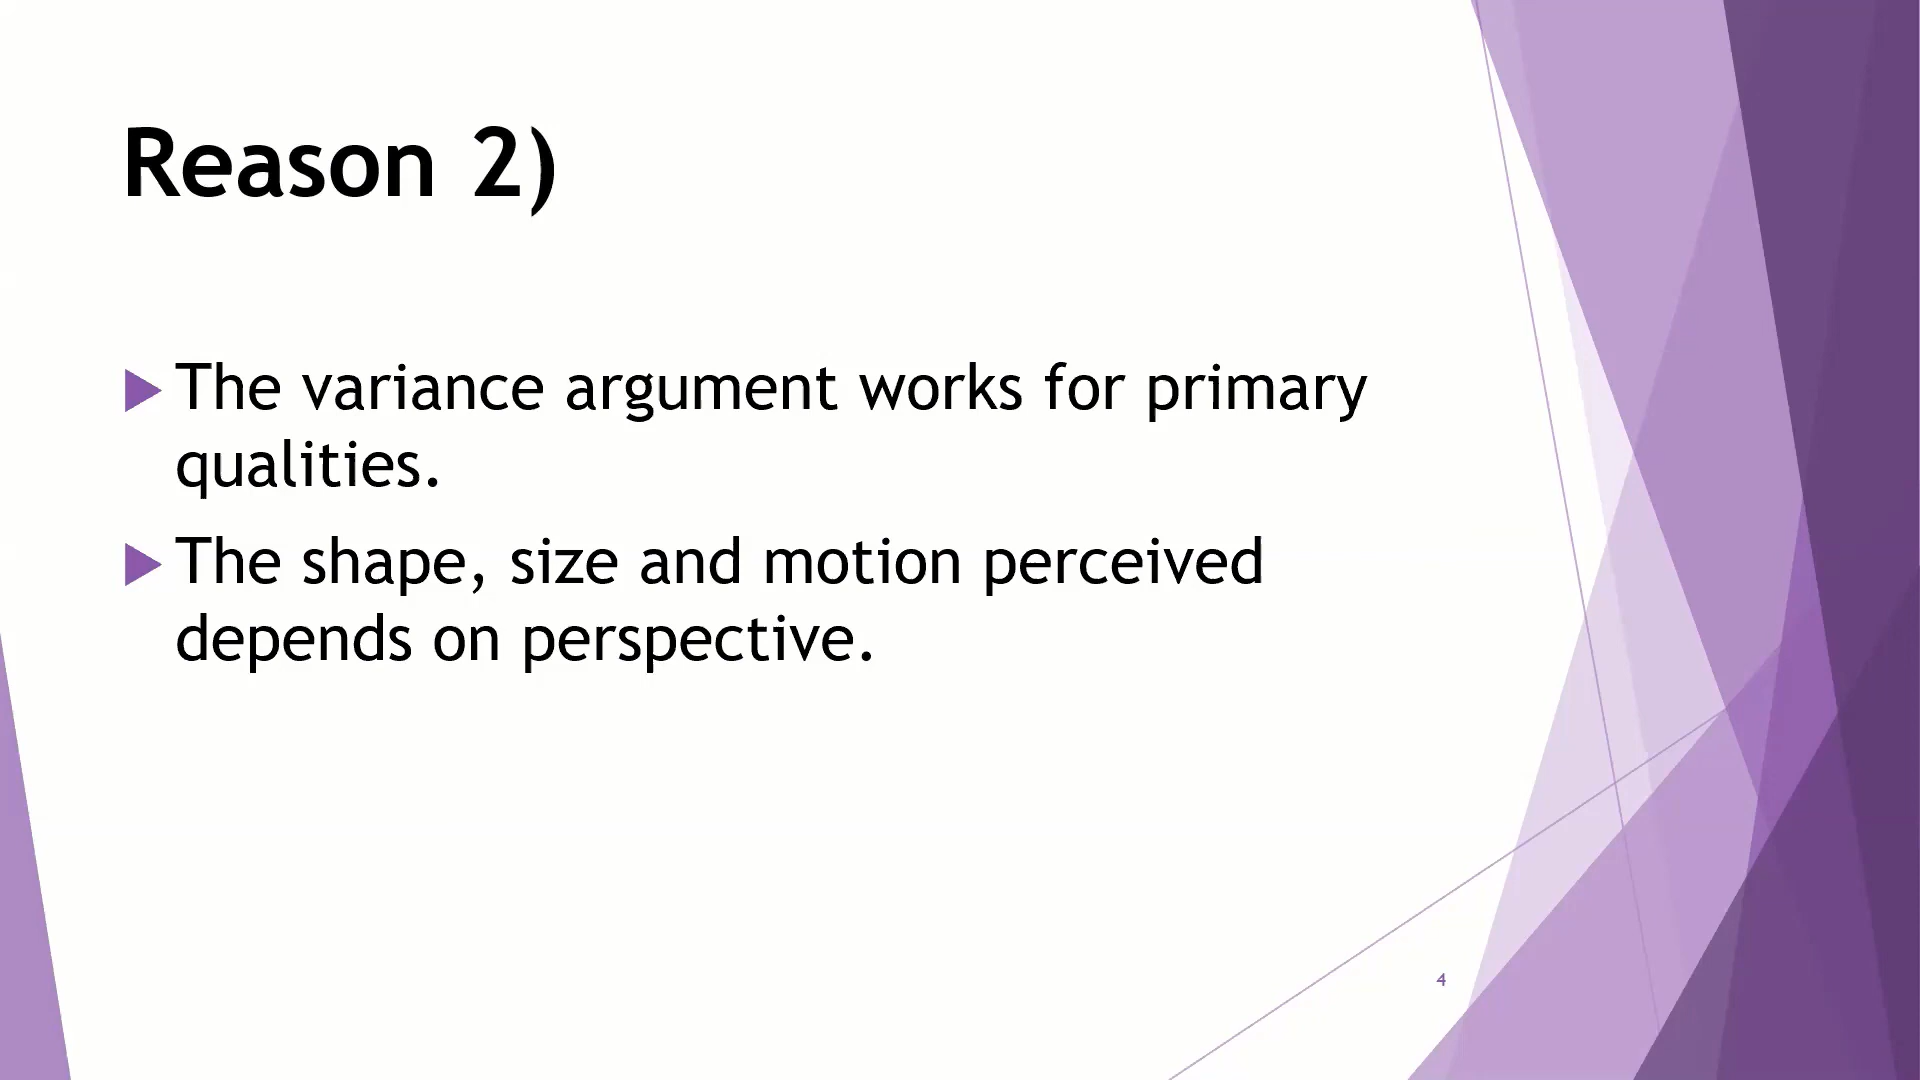 Reason 2)
The variance argument works for primary
qualities.
The shape, size and motion perceived
depends on perspective.
4